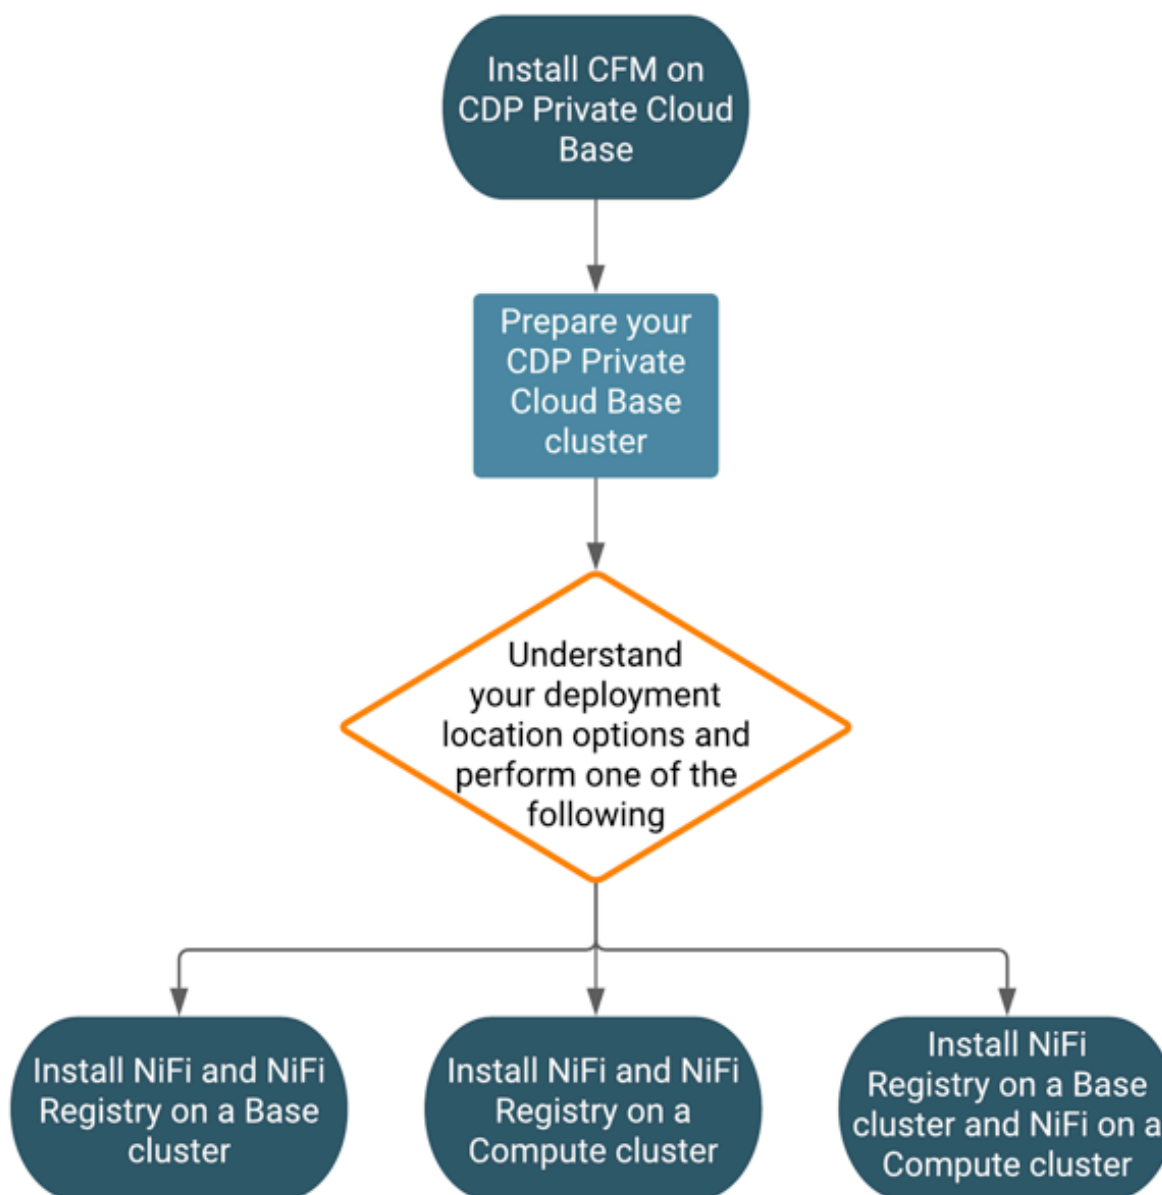 Install CFM on
CDP Private Cloud
Base
Prepare your
CDP Private
Cloud Base
cluster
Understand
your deployment
location options and
perform one of the
following
Install NiFi and NiFi
Registry on a Base
cluster
Install NiFi and NiFi
Registry on a
Compute cluster
Install NiFi
Registry on a Base
cluster and NiFi on a
Compute cluster